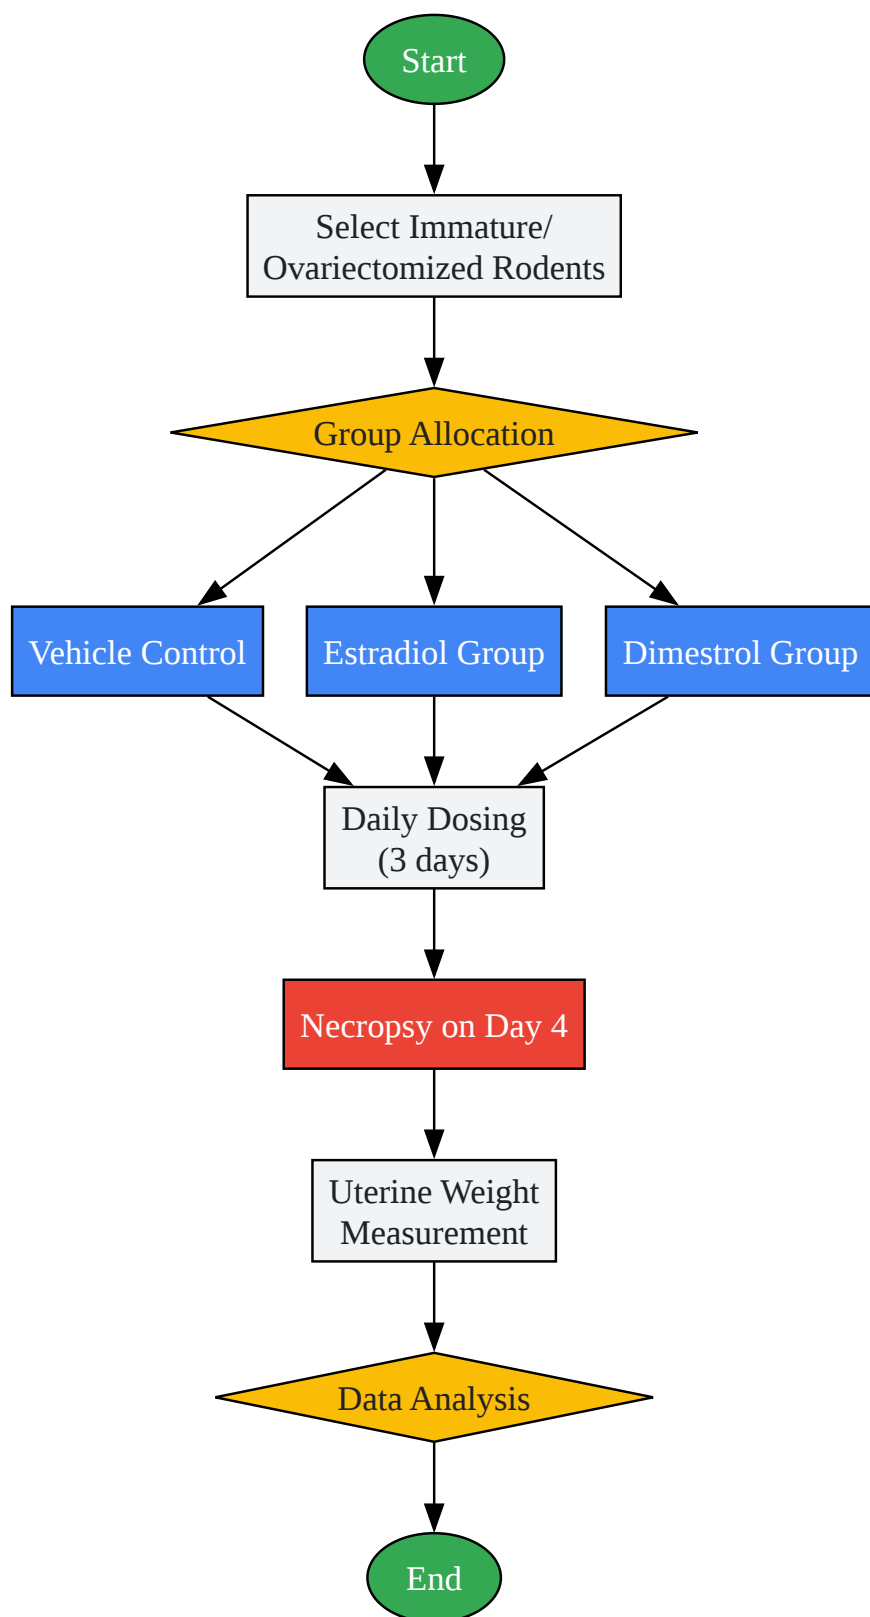 Start
Select Immature/
Ovariectomized Rodents
Group Allocation
Vehicle Control
Estradiol Group
Dimestrol Group
Daily Dosing
(3 days)
Necropsy on Day 4
Uterine Weight
Measurement
Data Analysis
End